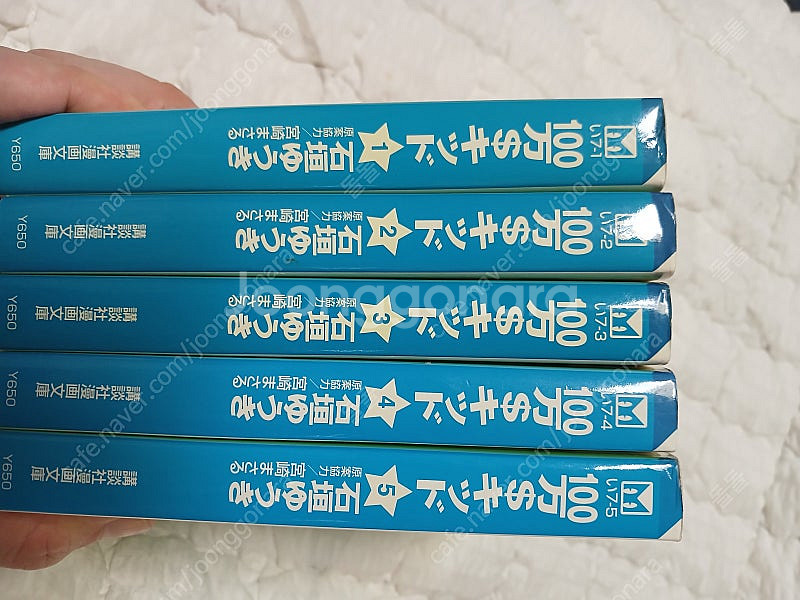 い17-1
100万$キッド 1 石垣ゆうき 原案協力/宮崎まさる 講談社漫画文庫 Y650
い17-2
100万$キッド 2 石垣ゆうき 原案協力/宮崎まさる 講談社漫画文庫 Y650
い17-3
100万$キッド 3 石垣ゆうき 原案協力/宮崎まさる 講談社漫画文庫 Y650
い17-4
100万$キッド 4 石垣ゆうき 原案協力/宮崎まさる 講談社漫画文庫 Y650
い17-5
100万$キッド 5 石垣ゆうき 原案協力/宮崎まさる 講談社漫画文庫 Y650
Joonggonara
cafe.naver.com/joonggonara